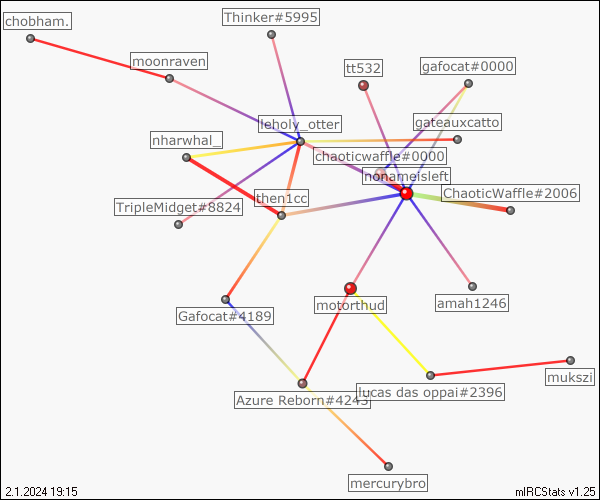 Thinker#5995
chobham.
moonraven
tt532
gafocat#0000
leholy_otter
gateauxcatto
nharwhal_
chaoticwaffle#0000
nonameisleft
then1cc
ChaoticWaffle#2006
TripleMidget#8824
motorthud
amah1246
Gafocat#4189
mukszi
Azure Reborn#4243
lucas das oppai#2396
mercurybro
2.1.2024 19:15
mIRCStats v1.25